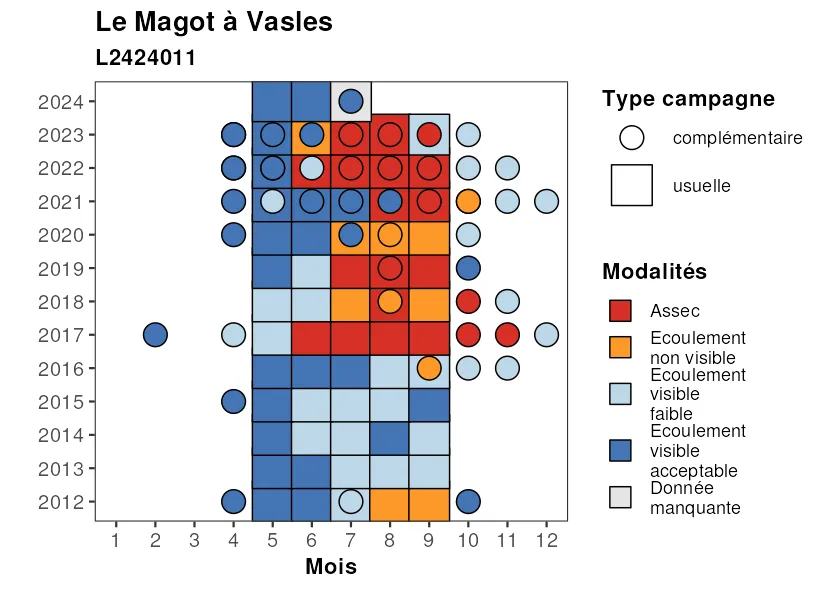 Le Magot à Vasles
L2424011
2024
2023
2022
2021
2020
2019
2018
2017
2016
2015
2014
2013
2012
1 2 3 4 5 6 7 8 9 10 11 12
Mois
Type campagne
complémentaire
usuelle
Modalités
Assec
Ecoulement
non visible
Ecoulement
visible
faible
Ecoulement
visible
acceptable
Donnée
manquante